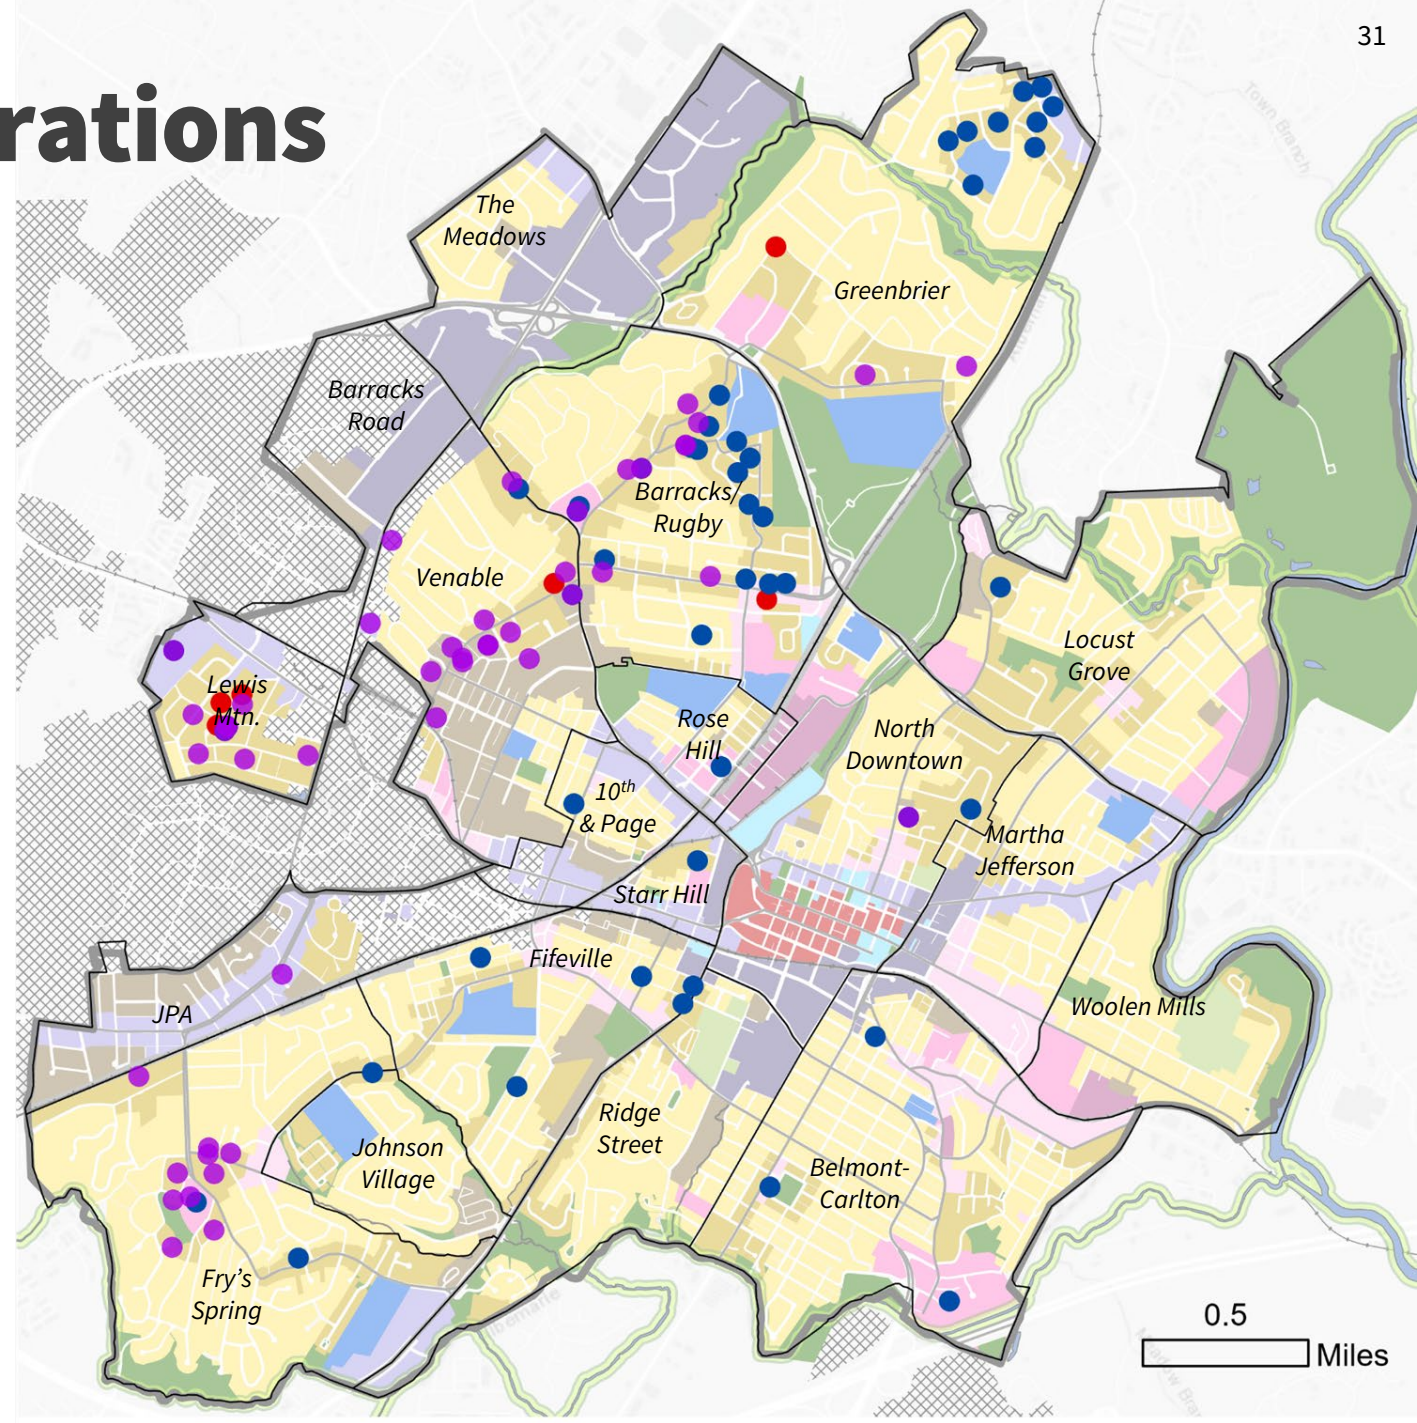 31
rations
Town Branch
The
Meadows
Greenbrier
Barracks
Road
Barracks/
Rugby
Venable
Locust
Grove
Lewis
Mtn.
Rose
Hill
North
Downtown
10th
& Page
Martha
Jefferson
Starr Hill
Fifeville
JPA
Woolen Mills
Ridge
Street
Johnson
Village
Belmont-
Carlton
Fry's
Spring
0.5
Miles